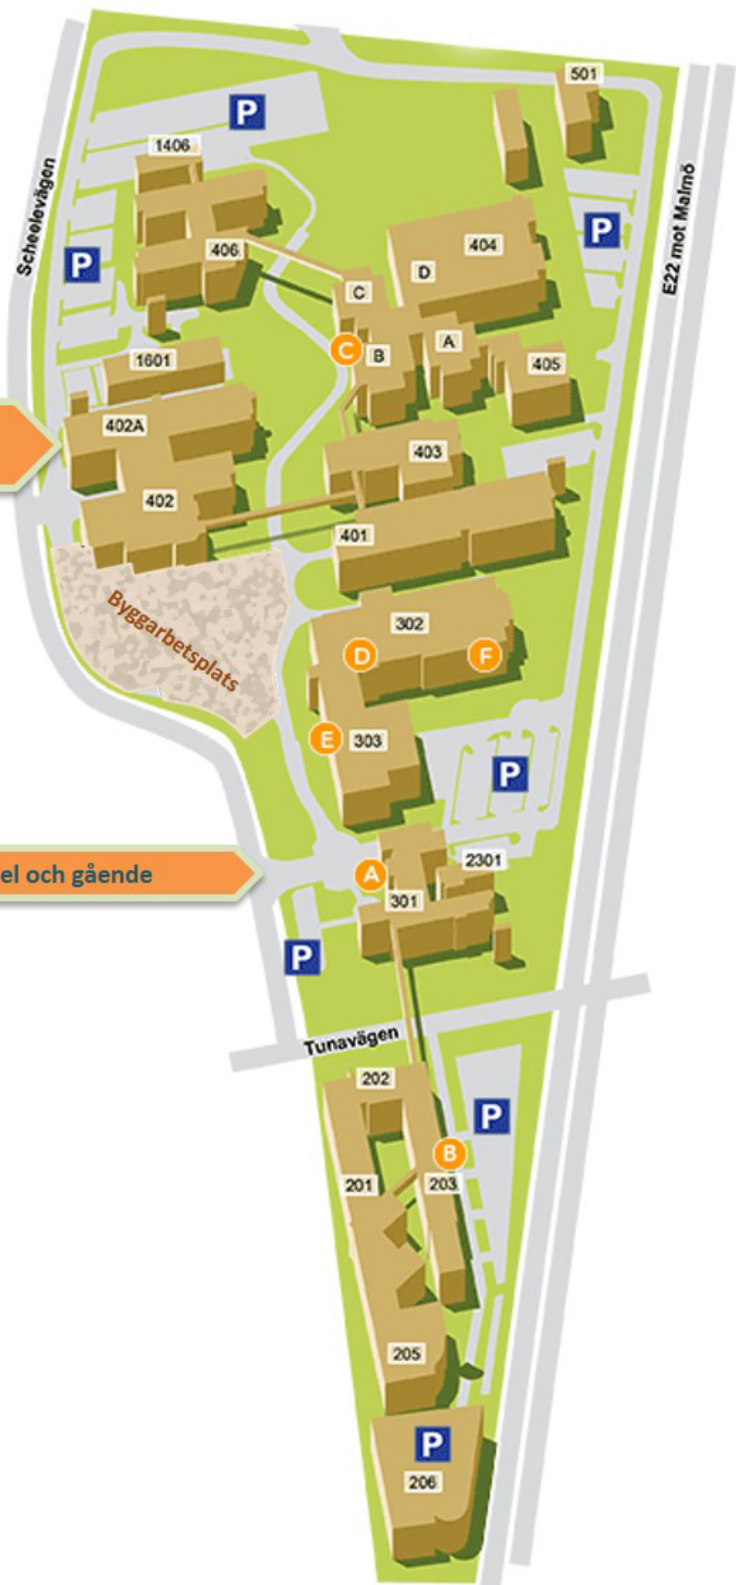 501
P
1406
Scheelevägen
E22 mot Malmö
P
404
406
P
D
C
C
B
A
405
1601
402A
403
402
401
Byggarbetsplats
302
D
F
E
303
P
2301
A
el och gående
301
P
Tunavägen
202
P
B
201
203
205
P
206